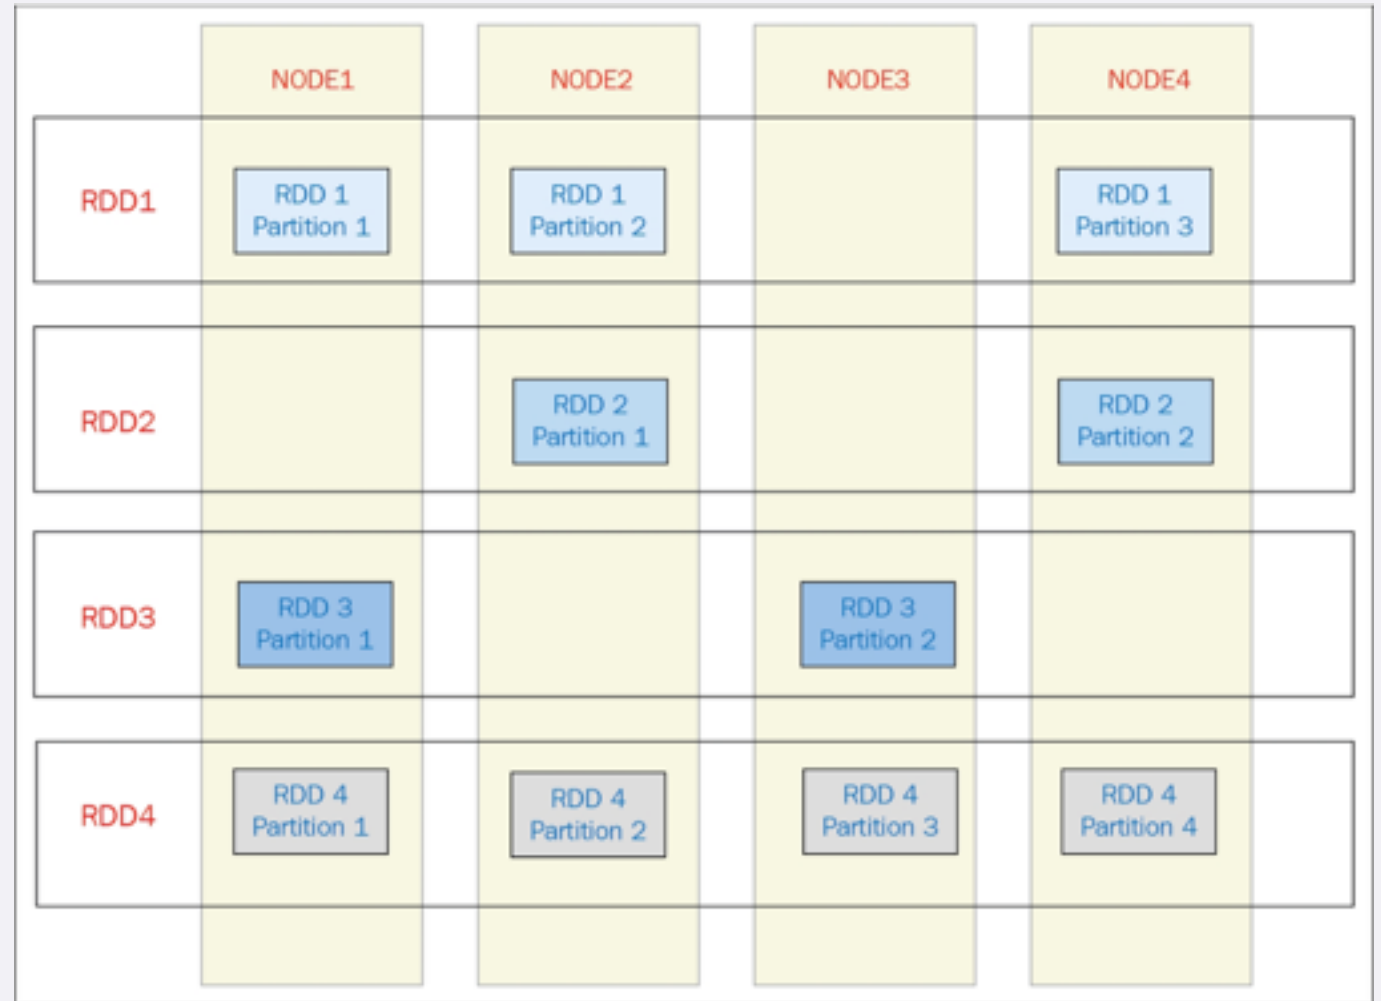 NODE1
NODE2
NODE3
NODE4
RDD1
RDD 1
Partition 1
RDD 1
Partition 2
RDD 1
Partition 3
RDD2
RDD 2
Partition 1
RDD 2
Partition 2
RDD3
RDD 3
Partition 1
RDD 3
Partition 2
RDD4
RDD 4
Partition 1
RDD 4
Partition 2
RDD 4
Partition 3
RDD 4
Partition 4